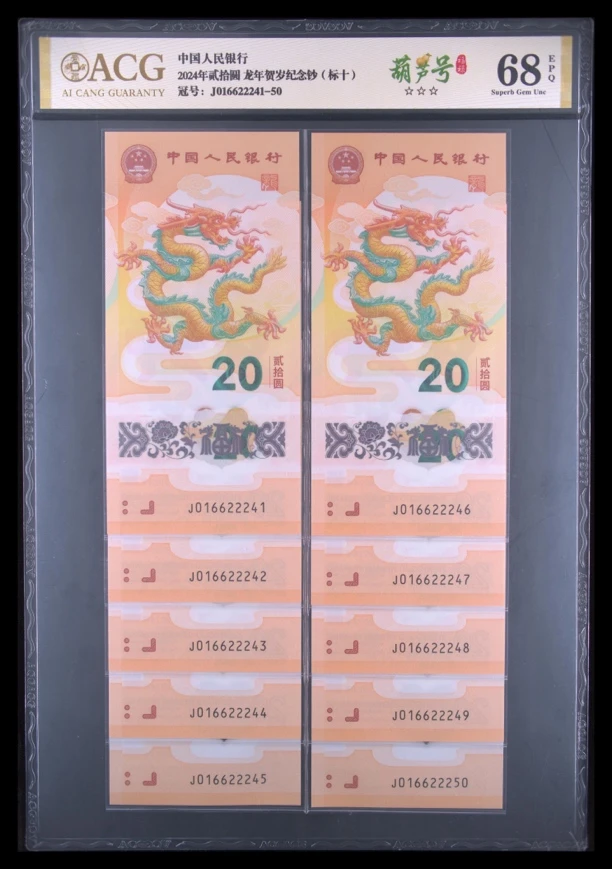 ACG
AI CANG GUARANTY
中国人民银行
2024年贰拾圆 龙年贺岁纪念钞(标十)
冠号: J016622241-50
葫芦号
☆☆☆
68
EPQ
Superb Gem Unc
中国人民银行
20
贰拾圆
J016622241
J016622242
J016622243
J016622244
J016622245
中国人民银行
20
贰拾圆
J016622246
J016622247
J016622248
J016622249
J016622250